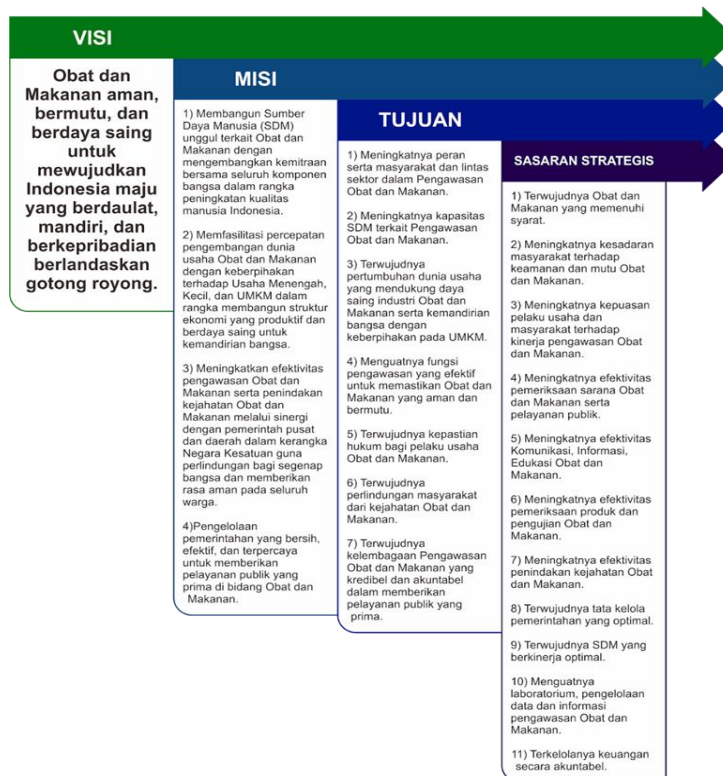 VISI
Obat dan
Makanan aman,
bermutu, dan
berdaya saing
untuk
mewujudkan
Indonesia maju
yang berdaulat,
mandiri, dan
berkepribadian
berlandaskan
gotong royong.
MISI
1) Membangun Sumber
Daya Manusia (SDM)
unggul terkait Obat dan
Makanan dengan
mengembangkan kemitraan
bersama seluruh komponen
bangsa dalam rangka
peningkatan kualitas
manusia Indonesia.
2) Memfasilitasi percepatan
pengembangan dunia
usaha Obat dan Makanan
dengan keberpihakan
terhadap Usaha Menengah,
Kecil, dan UMKM dalam
rangka membangun struktur
ekonomi yang produktif dan
berdaya saing untuk
kemandirian bangsa.
3) Meningkatkan efektivitas
pengawasan Obat dan
Makanan serta penindakan
kejahatan Obat dan
Makanan melalui sinergi
dengan pemerintah pusat
dan daerah dalam kerangka
Negara Kesatuan guna
perlindungan bagi segenap
bangsa dan memberikan
rasa aman pada seluruh
warga.
4)Pengelolaan
pemerintahan yang bersih,
efektif, dan terpercaya
untuk memberikan
pelayanan publik yang
prima di bidang Obat dan
Makanan.
TUJUAN
1) Meningkatnya peran
serta masyarakat dan lintas
sektor dalam Pengawasan
Obat dan Makanan.
2) Meningkatnya kapasitas
SDM terkait Pengawasan
Obat dan Makanan.
3) Terwujudnya
pertumbuhan dunia usaha
yang mendukung daya
saing industri Obat dan
Makanan serta kemandirian
bangsa dengan
keberpihakan pada UMKM.
4) Menguatnya fungsi
pengawasan yang efektif
untuk memastikan Obat dan
Makanan yang aman dan
bermutu.
5) Terwujudnya kepastian
hukum bagi pelaku usaha
Obat dan Makanan.
6) Terwujudnya
perlindungan masyarakat
dari kejahatan Obat dan
Makanan.
7) Terwujudnya
kelembagaan Pengawasan
Obat dan Makanan yang
kredibel dan akuntabel
dalam memberikan
pelayanan publik yang
prima.
SASARAN STRATEGIS
1) Terwujudnya Obat dan
Makanan yang memenuhi
syarat.
2) Meningkatnya kesadaran
masyarakat terhadap
keamanan dan mutu Obat
dan Makanan.
3) Meningkatnya kepuasan
pelaku usaha dan
masyarakat terhadap
kinerja pengawasan Obat
dan Makanan.
4) Meningkatnya efektivitas
pemeriksaan sarana Obat
dan Makanan serta
pelayanan publik.
5) Meningkatnya efektivitas
Komunikasi, Informasi,
Edukasi Obat dan
Makanan.
6) Meningkatnya efektivitas
pemeriksaan produk dan
pengujian Obat dan
Makanan.
7) Meningkatnya efektivitas
penindakan kejahatan Obat
dan Makanan.
8) Terwujudnya tata kelola
pemerintahan yang optimal.
9) Terwujudnya SDM yang
berkinerja optimal.
10) Menguatnya
laboratorium, pengelolaan
data dan informasi
pengawasan Obat dan
Makanan.
11) Terkelolanya keuangan
secara akuntabel.